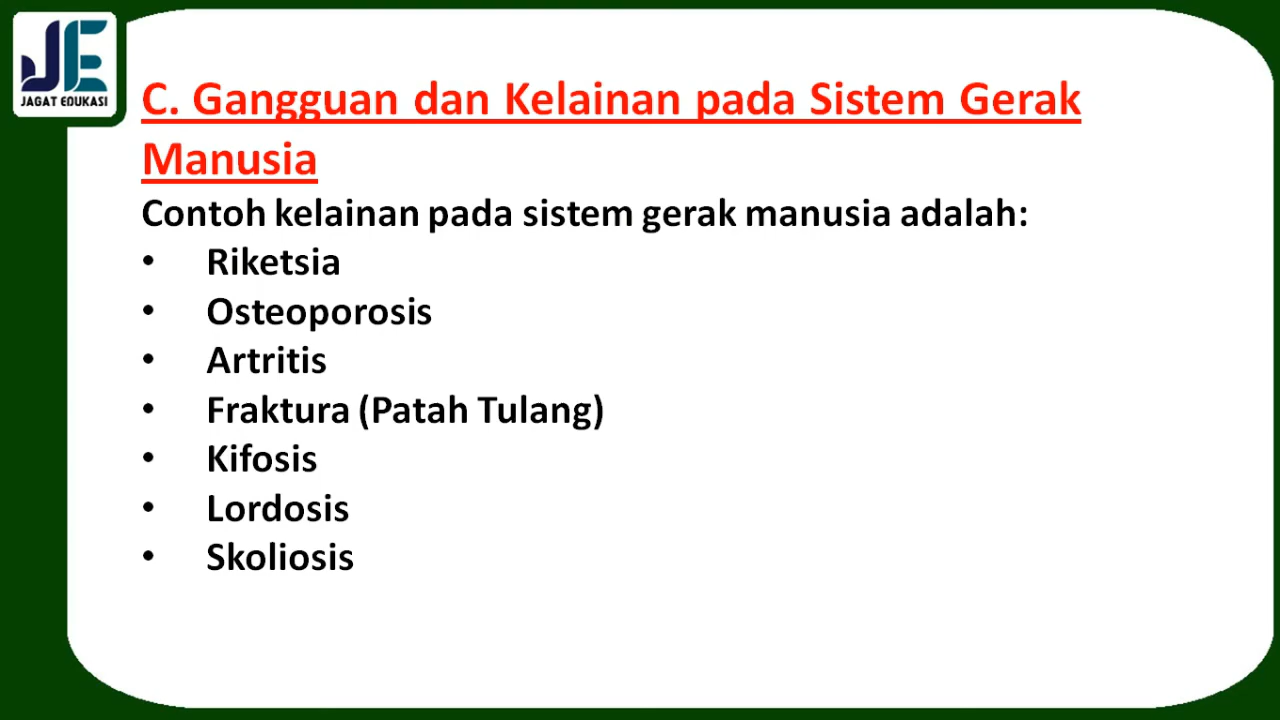 JE
JAGAT EDUKASI
C. Gangguan dan Kelainan pada Sistem Gerak
Manusia
Contoh kelainan pada sistem gerak manusia adalah:
• Riketsia
• Osteoporosis
• Artritis
• Fraktura (Patah Tulang)
• Kifosis
• Lordosis
• Skoliosis